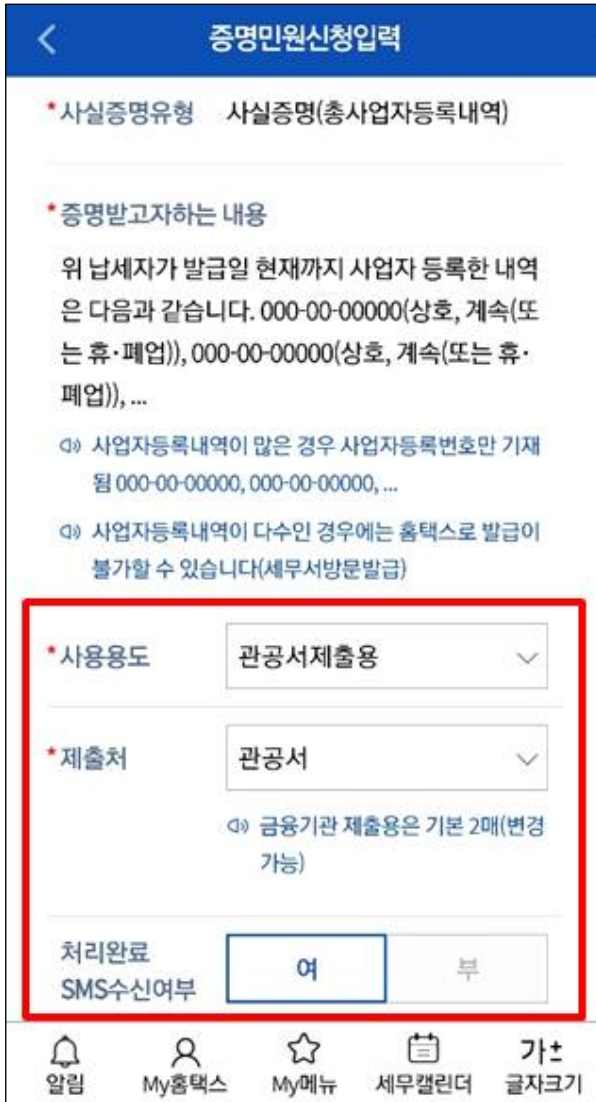 증명민원신청입력
*사실증명유형 사실증명(총사업자등록내역)
*증명받고자하는 내용
위 납세자가 발급일 현재까지 사업자 등록한 내역
은 다음과 같습니다. 000-00-00000(상호, 계속(또
는 휴·폐업)), 000-00-00000(상호, 계속(또는 휴·
폐업)), ...
사업자등록내역이 많은 경우 사업자등록번호만 기재
됨 000-00-00000, 000-00-00000, ...
사업자등록내역이 다수인 경우에는 홈택스로 발급이
불가할 수 있습니다(세무서방문발급)
*사용용도 관공서제출용
*제출처 관공서
금융기관 제출용은 기본 2매(변경
가능)
처리완료
SMS수신여부 여 부
가±
알림 My홈택스 My메뉴 세무캘린더 글자크기